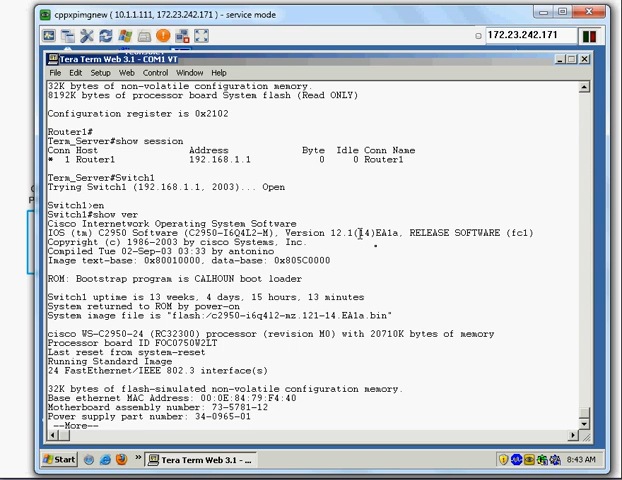 cppxpimgnew ( 10.1.1.111, 172.23.242.171 ) - service mode
172.23.242.171
Tera Term Web 3.1 - COM1 VT
File Edit Setup Web Control Window Help
32K bytes of non-volatile configuration memory.
8192K bytes of processor board System flash (Read ONLY)
Configuration register is 0x2102
Router1#
Term_Server#show session
Conn Host Address Byte Idle Conn Name
* 1 Router1 192.168.1.1 0 0 Router1
Term_Server#Switch1
Trying Switch1 (192.168.1.1, 2003)... Open
Switch1>en
Switch1#show ver
Cisco Internetwork Operating System Software
IOS (tm) C2950 Software (C2950-I6Q4L2-M), Version 12.1(14)EA1a, RELEASE SOFTWARE (fc1)
Copyright (c) 1986-2003 by cisco Systems, Inc.
Compiled Tue 02-Sep-03 03:33 by antonino
Image text-base: 0x80010000, data-base: 0x805C0000
ROM: Bootstrap program is CALHOUN boot loader
Switch1 uptime is 13 weeks, 4 days, 15 hours, 13 minutes
System returned to ROM by power-on
System image file is "flash:/c2950-i6q4l2-mz.121-14.EA1a.bin"
cisco WS-C2950-24 (RC32300) processor (revision M0) with 20710K bytes of memory
Processor board ID FOC0750W2LT
Last reset from system-reset
Running Standard Image
24 FastEthernet/IEEE 802.3 interface(s)
32K bytes of flash-simulated non-volatile configuration memory.
Base ethernet MAC Address: 00:0E:84:79:F4:40
Motherboard assembly number: 73-5781-12
Power supply part number: 34-0965-01
--More--
Start
»
Tera Term Web 3.1 - ...
8:43 AM